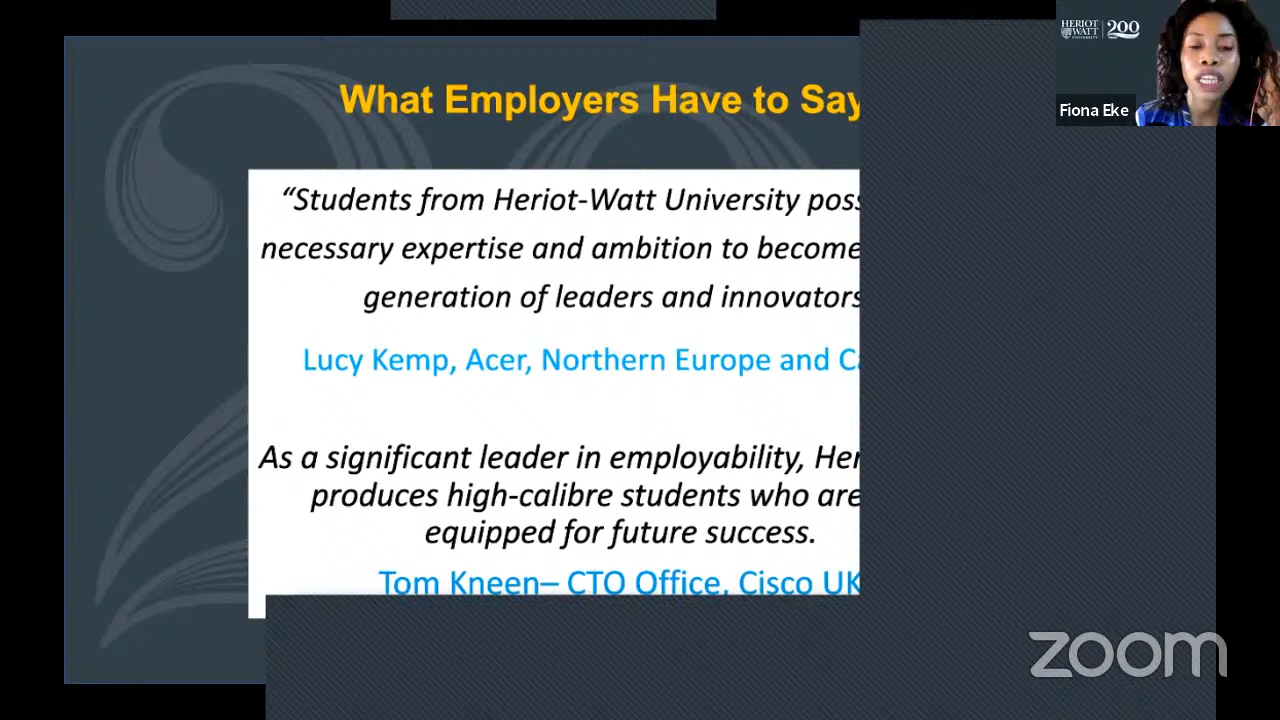 What Employers Have to Say
“Students from Heriot-Watt University poss
necessary expertise and ambition to become
generation of leaders and innovators
Lucy Kemp, Acer, Northern Europe and Ca
As a significant leader in employability, Her
produces high-calibre students who are
equipped for future success.
Tom Kneen– CTO Office, Cisco UK
HERIOT
WATT
UNIVERSITY
200
Fiona Eke
zoom